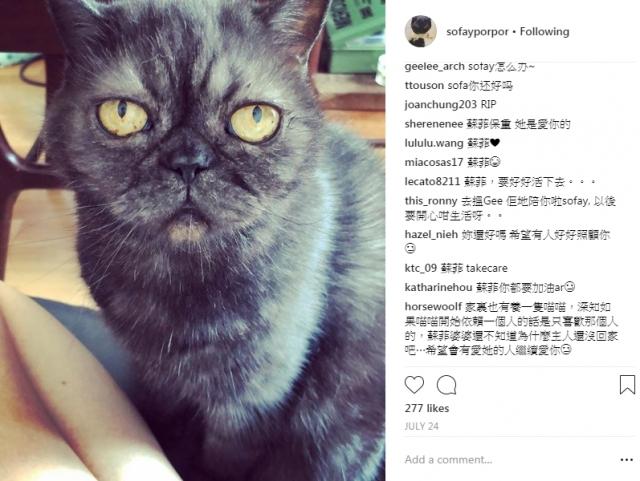 sofayporpor • Following
geelee_arch sofay怎么办~
ttouson sofa你还好吗
joanchung203 RIP
sherenenee 蘇菲保重 她是愛你的
lululu.wang 蘇菲
miacosas17 蘇菲
lecato8211 蘇菲，要好好活下去。。。
this_ronny 去搵Gee 佢地陪你啦sofay, 以後
要開心咁生活呀。。
hazel_nieh 妳還好嗎 希望有人好好照顧你
ktc_09 蘇菲 takecare
katharinehou 蘇菲你都要加油ar
horsewoolf 家裏也有養一隻喵喵，深知如
果喵喵開始依賴一個人的話是只喜歡那個人
的，蘇菲婆婆還不知道為什麼主人還沒回家
吧…希望會有愛她的人繼續愛你
277 likes
JULY 24
Add a comment...